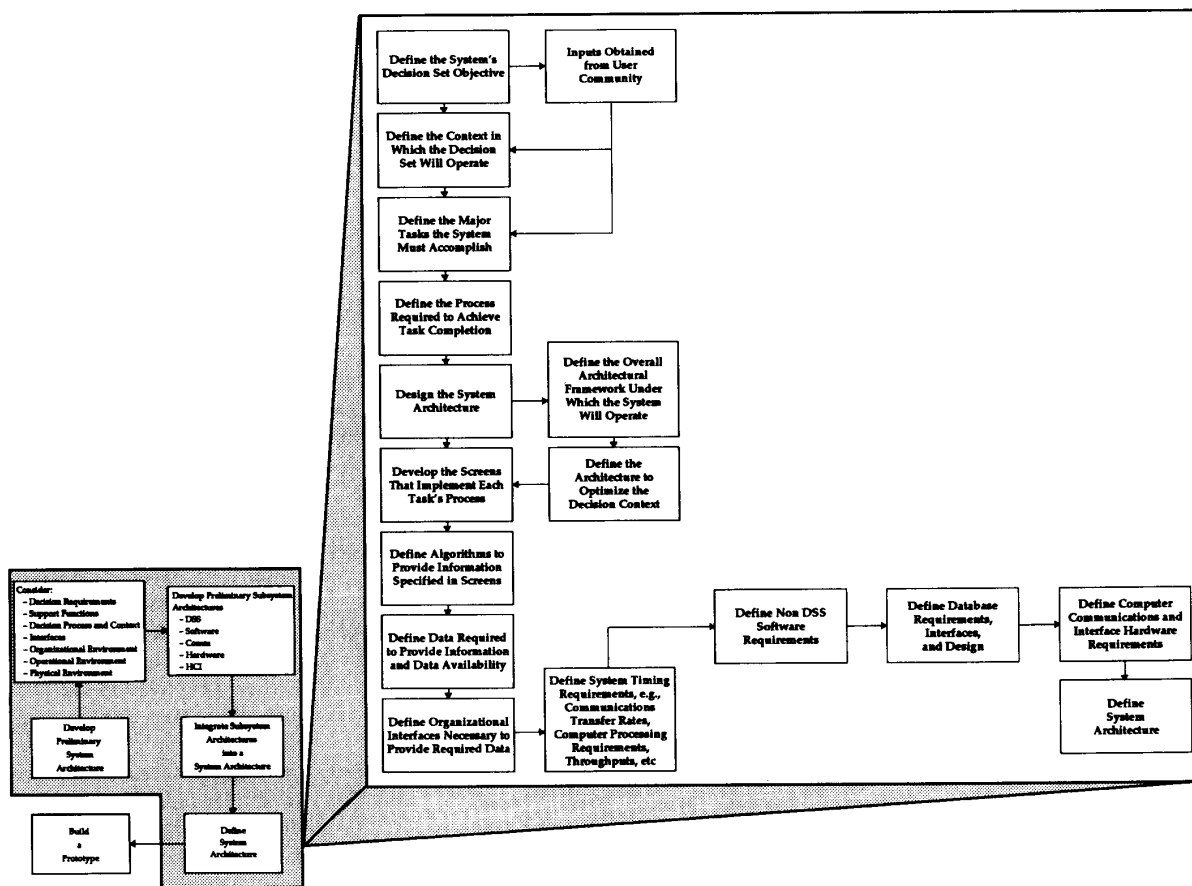 Define the System's
Decision Set Objective
Inputs Obtained
from User
Community
Define the Context in
Which the Decision
Set Will Operate
Define the Major
Tasks the System
Must Accomplish
Define the Process
Required to Achieve
Task Completion
Design the System
Architecture
Define the Overall
Architectural
Framework Under
Which the System
Will Operate
Develop the Screens
That Implement Each
Task's Process
Define the
Architecture to
Optimize the
Decision Context
Define Algorithms to
Provide Information
Specified in Screens
Define Data Required
to Provide Information
and Data Availability
Define Organizational
Interfaces Necessary to
Provide Required Data
Define System Timing
Requirements, e.g.,
Communications
Transfer Rates,
Computer Processing
Requirements,
Throughputs, etc
Define Non DSS
Software
Requirements
Define Database
Requirements,
Interfaces,
and Design
Define Computer
Communications and
Interface Hardware
Requirements
Define
System
Architecture
Consider:
– Decision Requirements
– Support Functions
– Decision Process and Context
– Interfaces
– Organizational Environment
– Operational Environment
– Physical Environment
Develop Preliminary Subsystem
Architectures
– DSS
– Software
– Comm
– Hardware
– HCI
Develop
Preliminary
System
Architecture
Integrate Subsystem
Architectures
into a
System Architecture
Build
a
Prototype
Define
System
Architecture